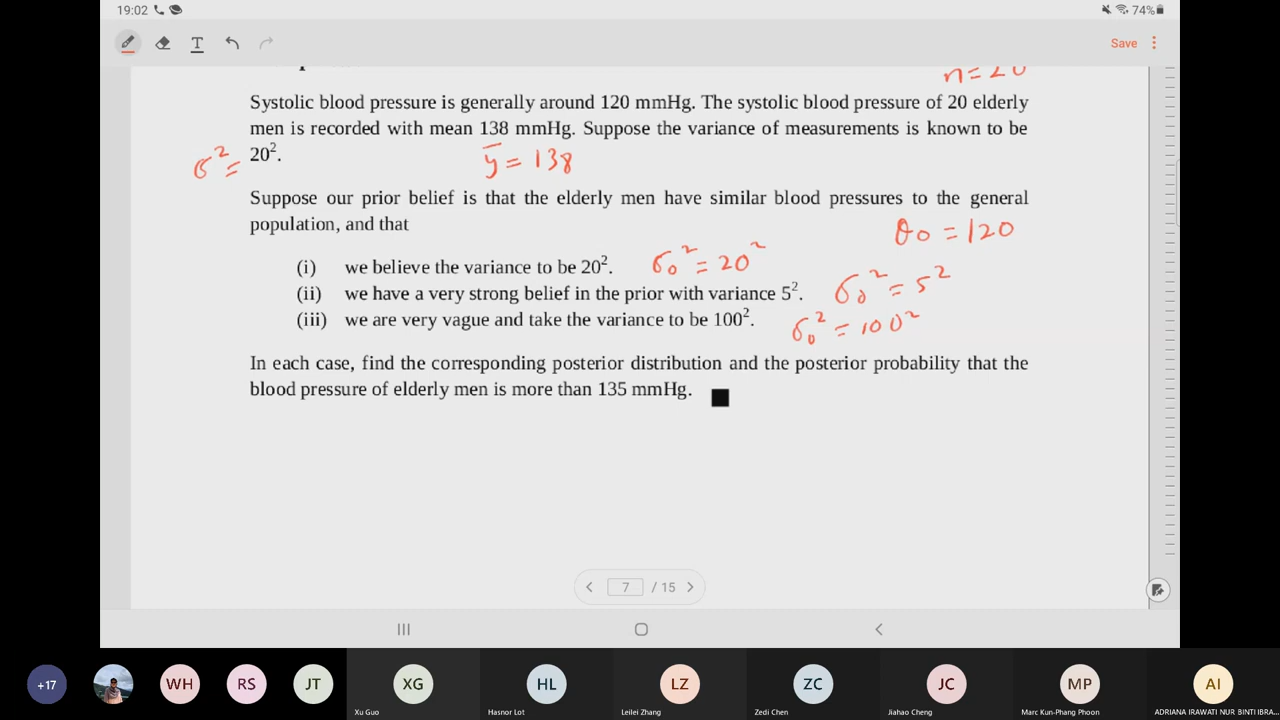 19:02
74%
Save
n = 20
Systolic blood pressure is generally around 120 mmHg. The systolic blood pressure of 20 elderly
men is recorded with mean 138 mmHg. Suppose the variance of measurements is known to be
σ² = 20².
ȳ = 138
Suppose our prior belief is that the elderly men have similar blood pressures to the general
population, and that
θ₀ = 120
(i) we believe the variance to be 20². σ₀² = 20²
(ii) we have a very strong belief in the prior with variance 5². σ₀² = 5²
(iii) we are very vague and take the variance to be 100². σ₀² = 100²
In each case, find the corresponding posterior distribution and the posterior probability that the
blood pressure of elderly men is more than 135 mmHg. ■
7 / 15
+17 WH RS JT XG HL LZ ZC JC MP AI
Xu Guo Hasnor Lot Leilei Zhang Zedi Chen Jiahao Cheng Marc Kun-Phang Phoon ADRIANA IRAWATI NUR BINTI IBRA...